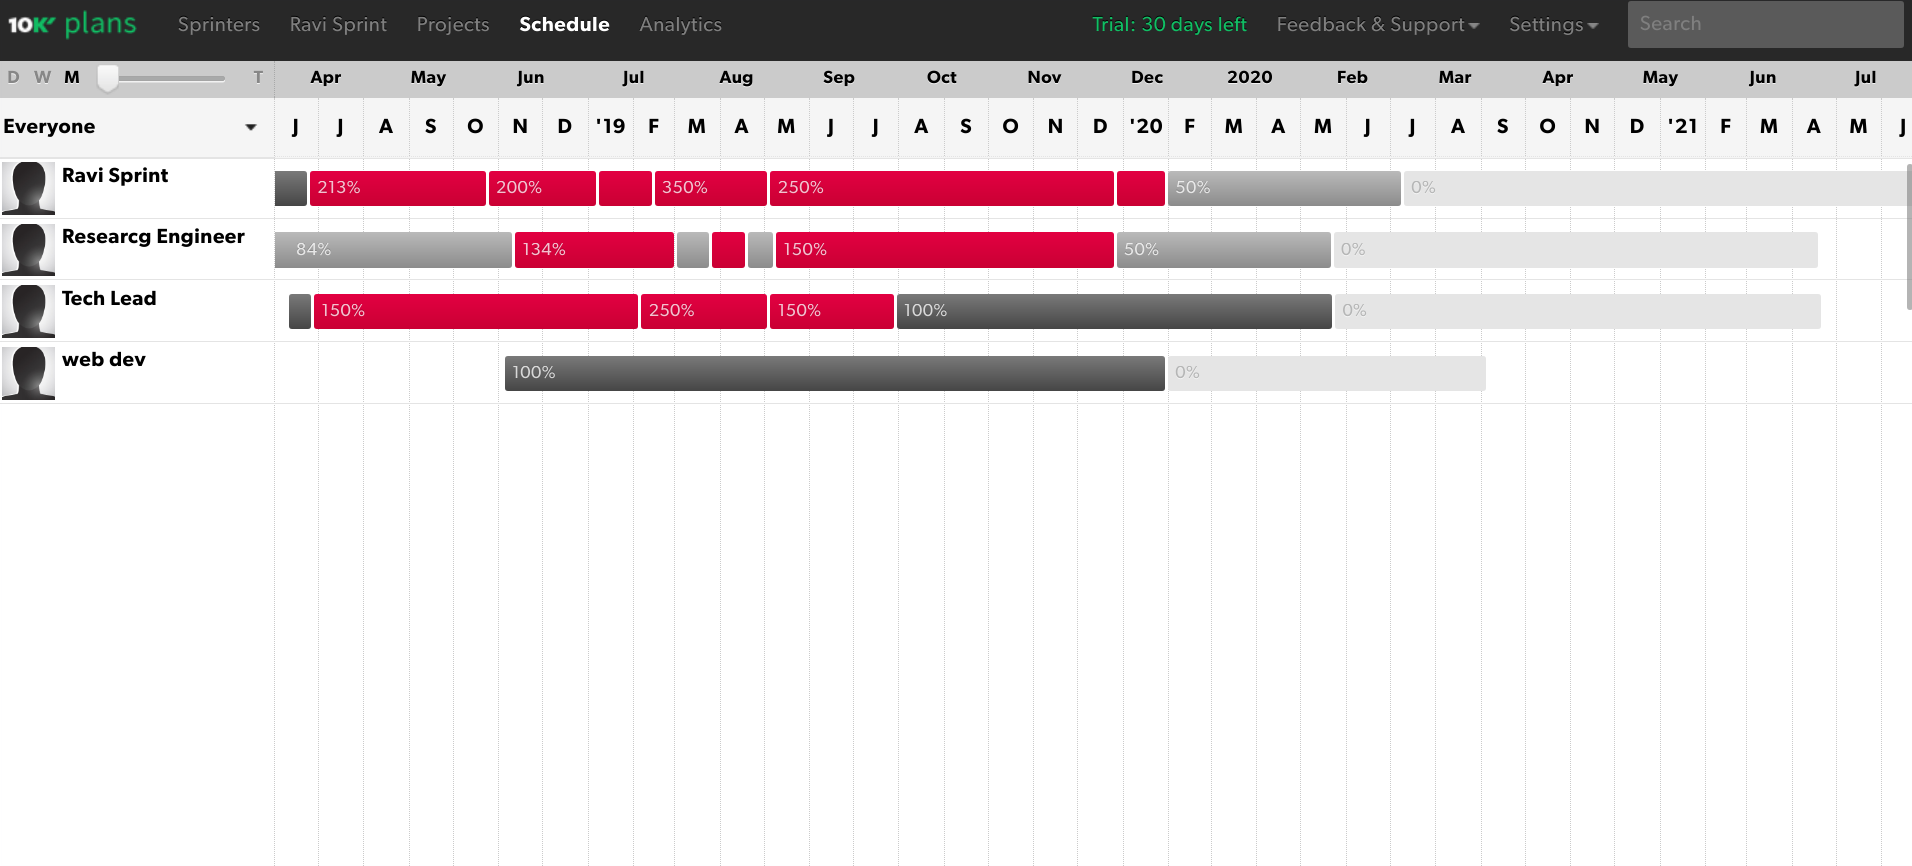 10K plans Sprinters Ravi Sprint Projects Schedule Analytics Trial: 30 days left Feedback & Support Settings Search
D W M T Apr May Jun Jul Aug Sep Oct Nov Dec 2020 Feb Mar Apr May Jun Jul
Everyone J J A S O N D '19 F M A M J J A S O N D '20 F M A M J J A S O N D '21 F M A M J
Ravi Sprint 213% 200% 350% 250% 50% 0%
Researcg Engineer 84% 134% 150% 50% 0%
Tech Lead 150% 250% 150% 100% 0%
web dev 100% 0%